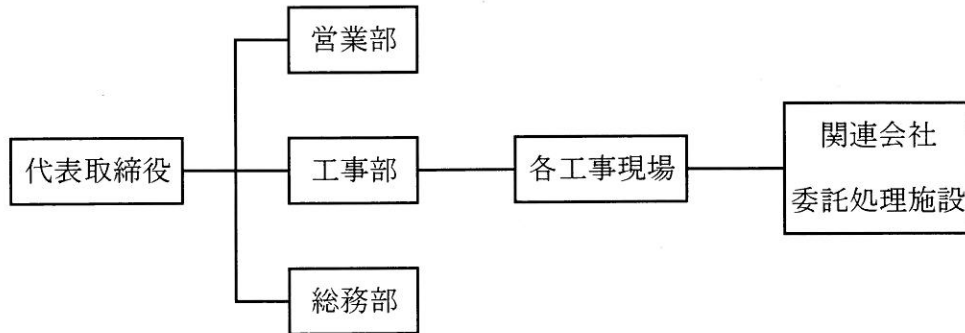 営業部
代表取締役
工事部
各工事現場
関連会社
委託処理施設
総務部